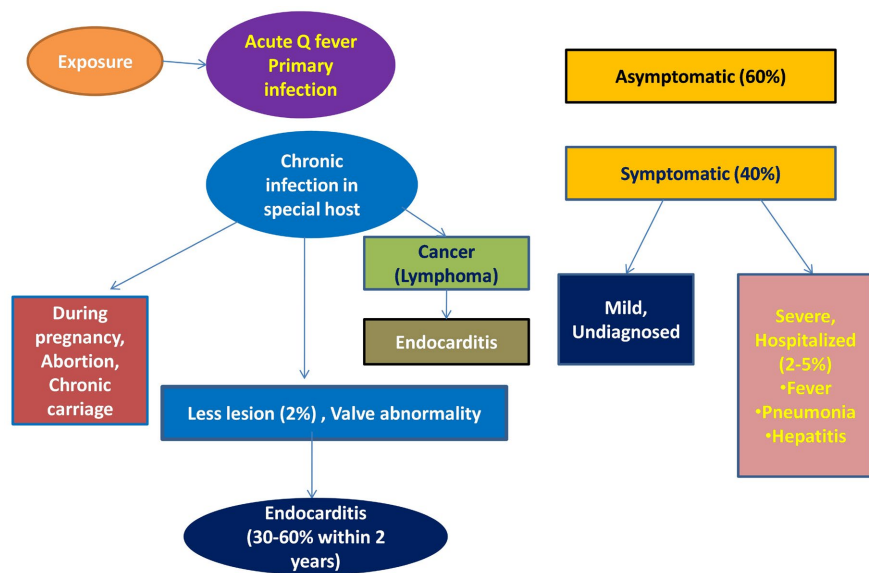 Exposure
Acute Q fever
Primary
infection
Asymptomatic (60%)
Chronic
infection in
special host
Symptomatic (40%)
Cancer
(Lymphoma)
Endocarditis
During
pregnancy,
Abortion,
Chronic
carriage
Less lesion (2%) , Valve abnormality
Endocarditis
(30-60% within 2
years)
Mild,
Undiagnosed
Severe,
Hospitalized
(2-5%)
•Fever
•Pneumonia
•Hepatitis